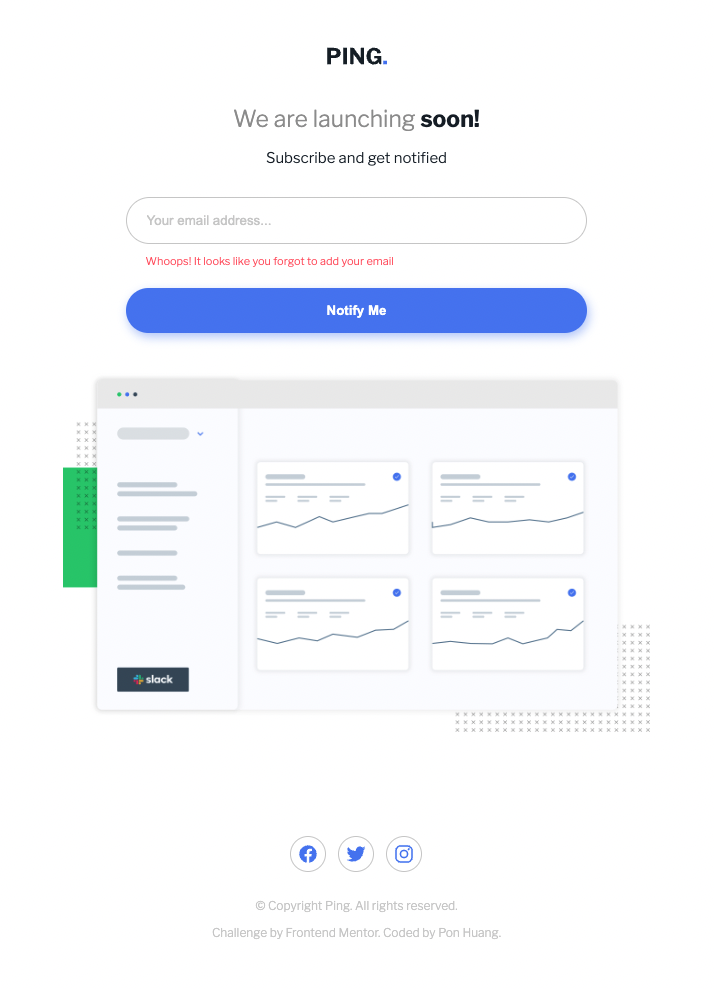 PING.
We are launching soon!
Subscribe and get notified
Your email address...
Whoops! It looks like you forgot to add your email
Notify Me
slack
© Copyright Ping. All rights reserved.
Challenge by Frontend Mentor. Coded by Pon Huang.